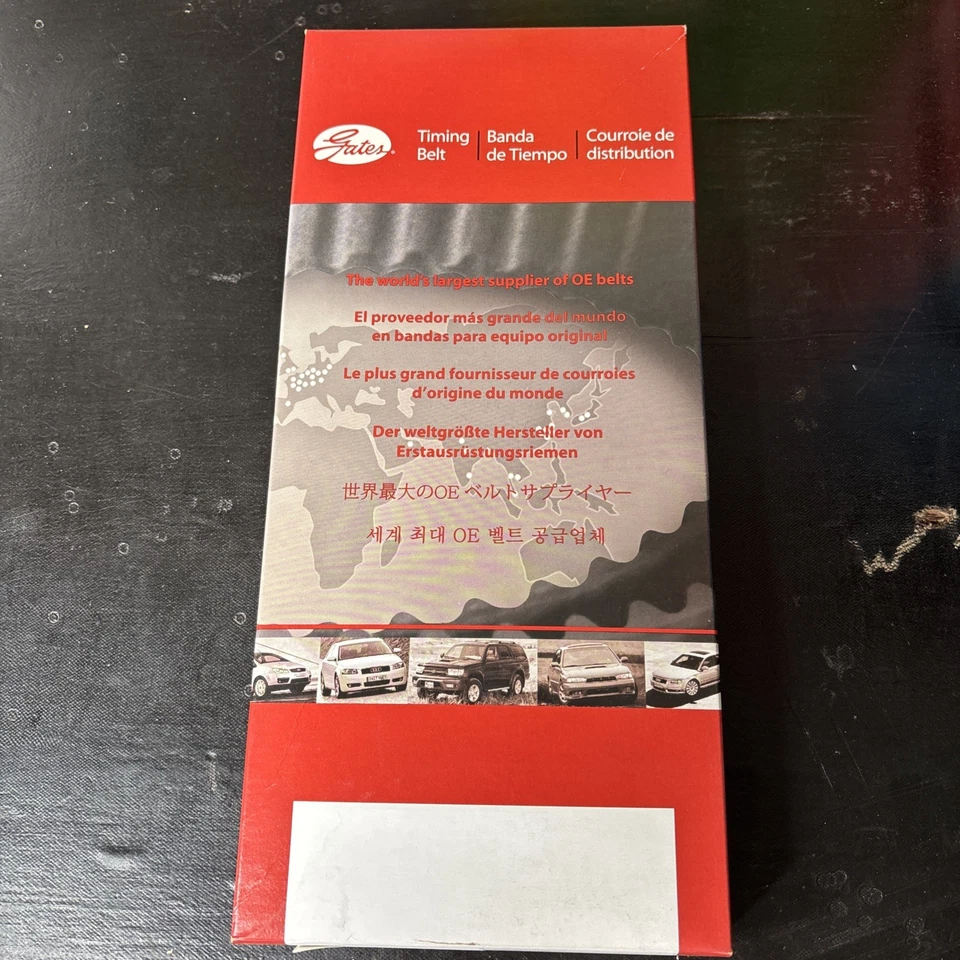 Gates®
Timing Belt
Banda de Tiempo
Courroie de distribution
The world's largest supplier of OE belts
El proveedor más grande del mundo
en bandas para equipo original
Le plus grand fournisseur de courroies
d'origine du monde
Der weltgrößte Hersteller von
Erstausrüstungsriemen
世界最大のOE ベルトサプライヤー
세계 최대 OE 벨트 공급업체